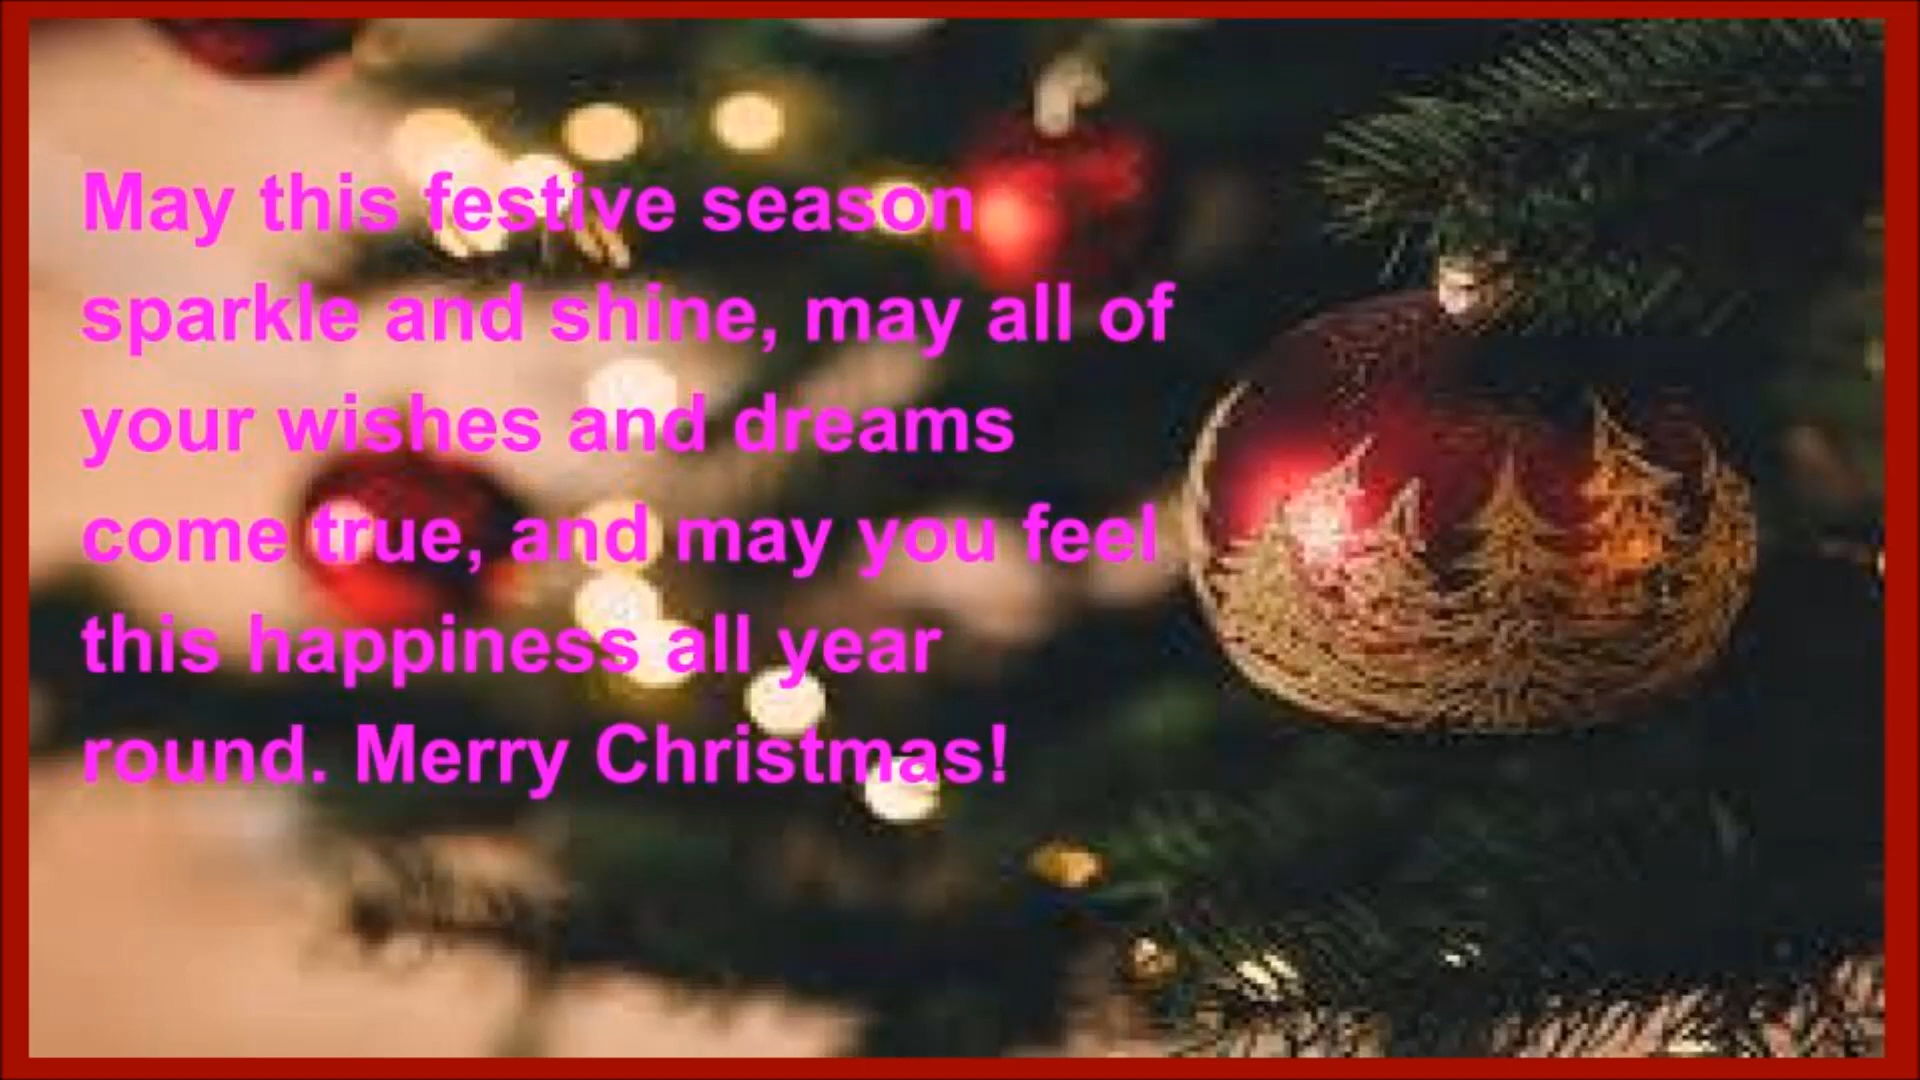 May this festive season
sparkle and shine, may all of
your wishes and dreams
come true, and may you feel
this happiness all year
round. Merry Christmas!